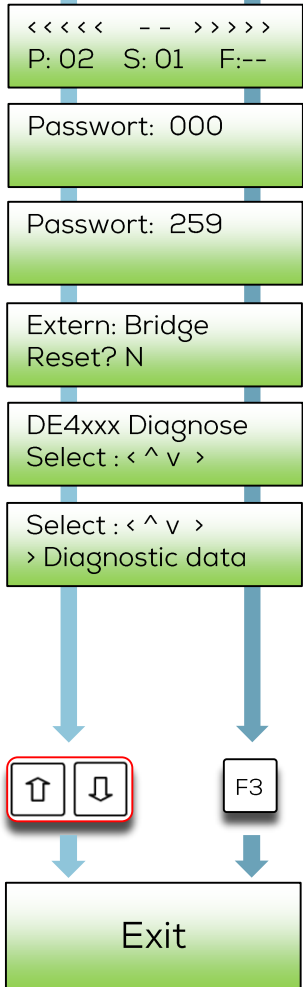 <<<<< -- >>>>>
P: 02 S: 01 F:--
Passwort: 000
Passwort: 259
Extern: Bridge
Reset? N
DE4xxx Diagnose
Select : < ^ v >
Select : < ^ v >
> Diagnostic data
F3
Exit